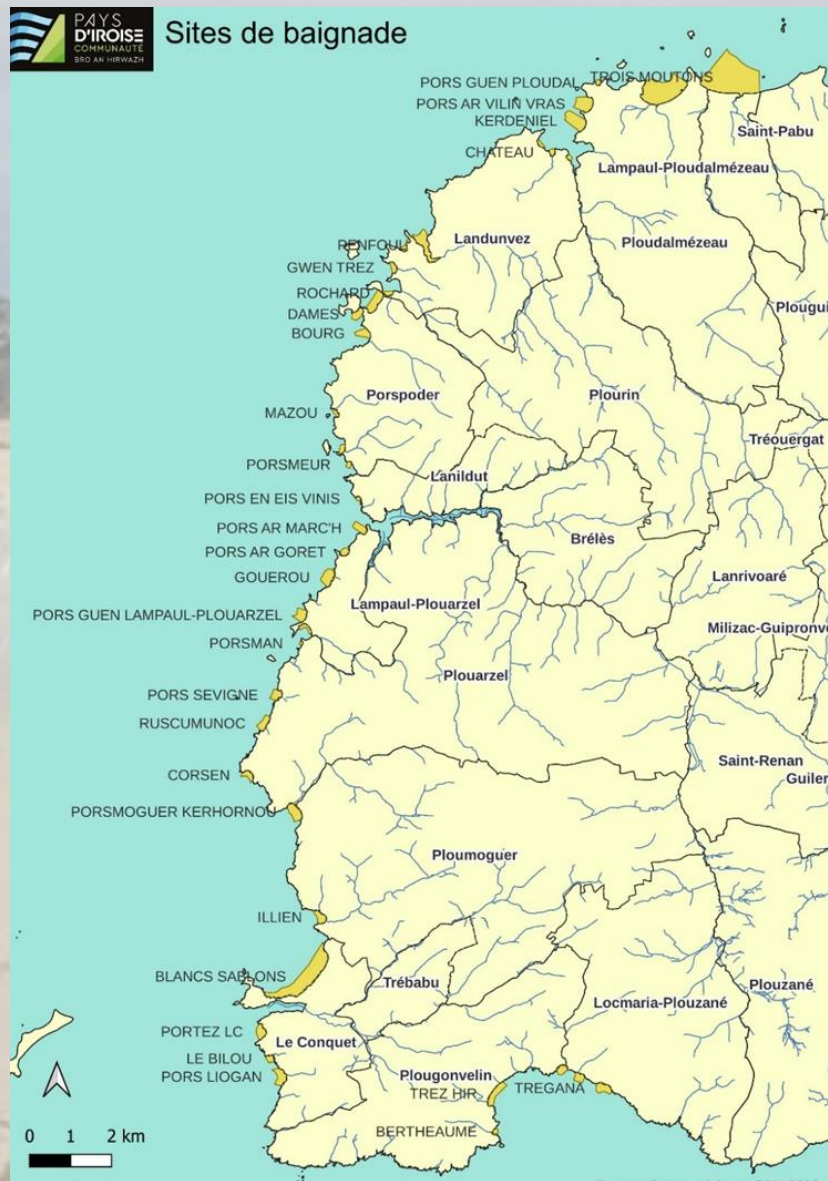 PAYS
D'IROISE
COMMUNAUTÉ
BRO AN HIRWAZH
Sites de baignade
PORS GUEN PLOUDAL
TROIS MOUTONS
PORS AR VILIN VRAS
KERDENIEL
Saint-Pabu
CHATEAU
Lampaul-Ploudalmézeau
RENFOUL
Landunvez
Ploudalmézeau
GWEN TREZ
ROCHARD
DAMES
BOURG
Plougui
Porspoder
Plourin
MAZOU
Tréouergat
PORSMEUR
Lanildut
PORS EN EIS VINIS
PORS AR MARC'H
Brélès
PORS AR GORET
GOUEROU
Lanrivoaré
Lampaul-Plouarzel
PORS GUEN LAMPAUL-PLOUARZEL
Milizac-Guipronve
PORSMAN
Plouarzel
PORS SEVIGNE
RUSCUMUNOC
Saint-Renan
CORSEN
Guiler
PORSMOGUER KERHORNOU
Ploumoguer
ILLIEN
BLANCS SABLONS
Trébabu
Plouzané
Locmaria-Plouzané
PORTEZ LC
Le Conquet
LE BILOU
PORS LIOGAN
Plougonvelin
TREZ HIR
TREGANA
BERTHEAUME
0 1 2 km